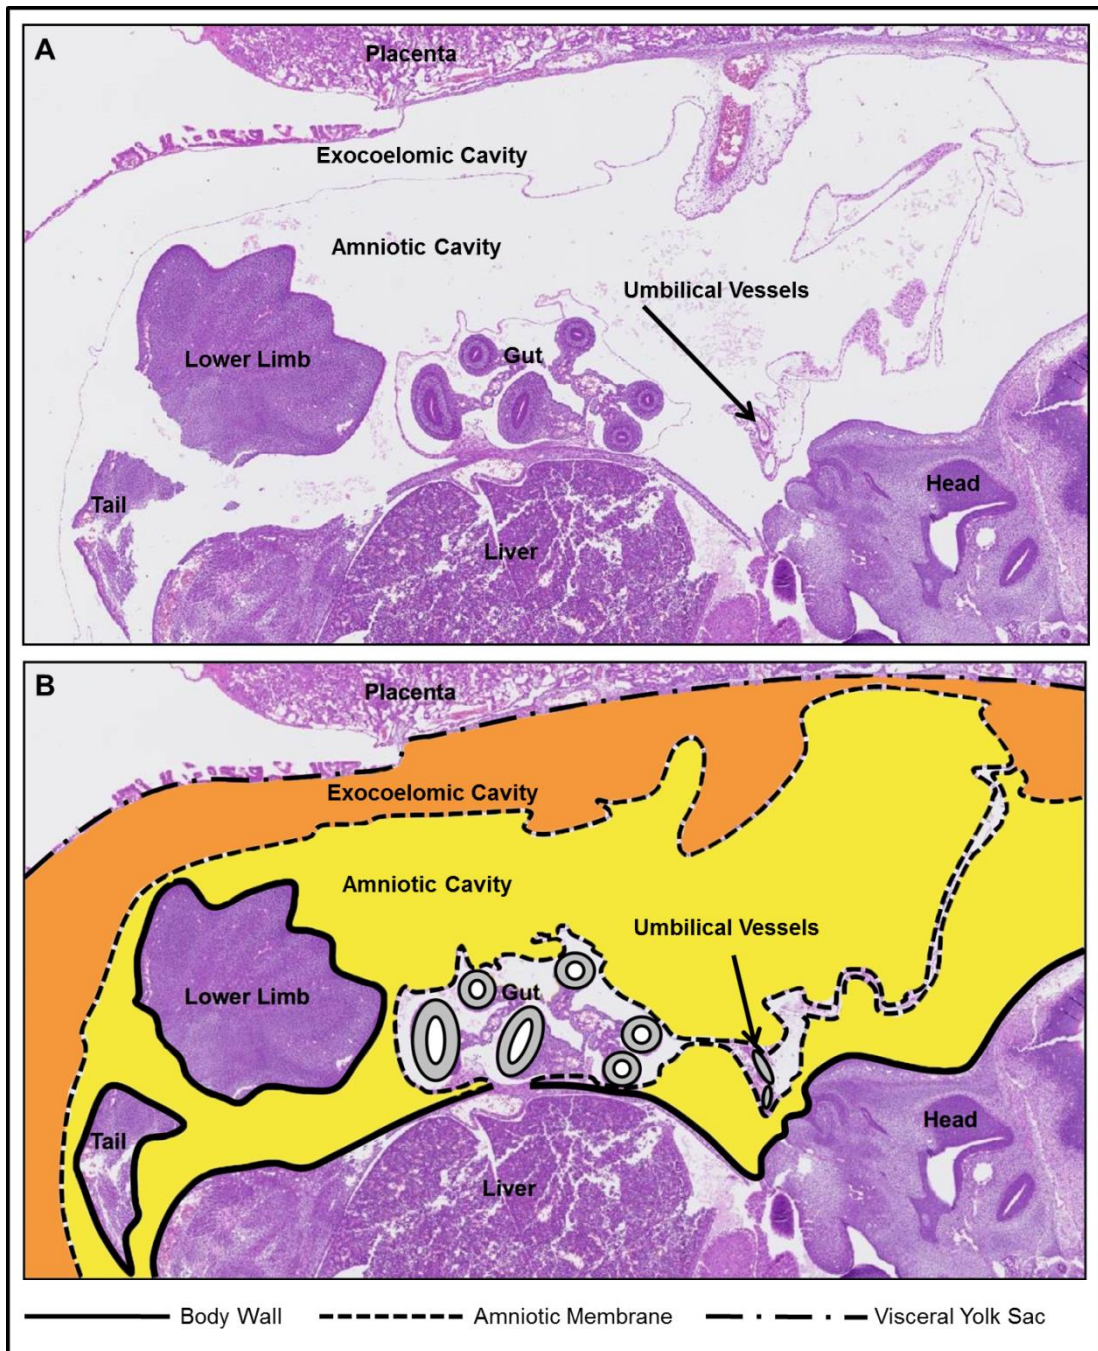 A
Placenta
Exocoelomic Cavity
Amniotic Cavity
Umbilical Vessels
Lower Limb
Gut
Tail
Head
Liver
B
Placenta
Exocoelomic Cavity
Amniotic Cavity
Umbilical Vessels
Lower Limb
Gut
Tail
Head
Liver
Body Wall Amniotic Membrane Visceral Yolk Sac